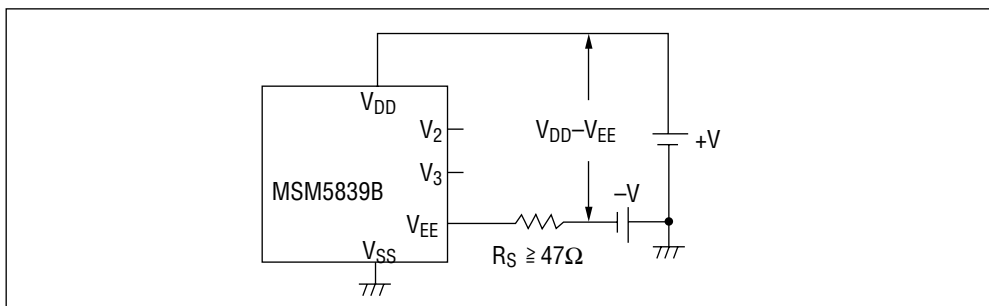 V_DD
V_2
V_DD–V_EE
+V
V_3
MSM5839B
–V
V_EE
V_SS
R_S ≧ 47Ω